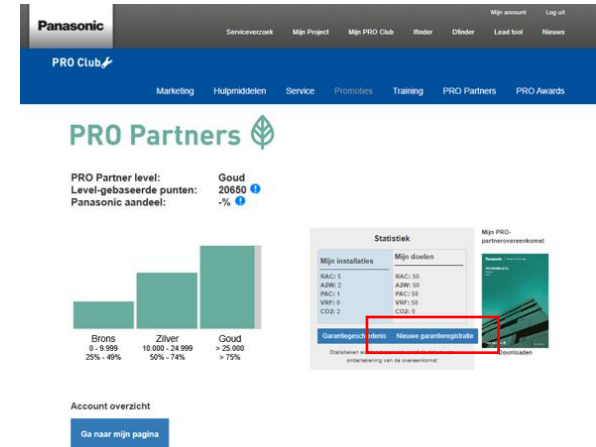 Mijn account Log uit
Panasonic
Serviceverzoek Mijn Project Mijn PRO Club Ifinder Dfinder Lead tool Nieuws
PRO Club
Marketing Hulpmiddelen Service Promoties Training PRO Partners PRO Awards
PRO Partners
PRO Partner level: Goud
Level-gebaseerde punten: 20650
Panasonic aandeel: -%
Brons
0 - 9.999
25% - 49%
Zilver
10.000 - 24.999
50% - 74%
Goud
> 25.000
> 75%
Statistiek
Mijn installaties
RAC: 5
A2W: 2
PAC: 1
VRF: 0
CO2: 2
Mijn doelen
RAC: 50
A2W: 50
PAC: 50
VRF: 50
CO2: 0
Garantiegeschiedenis Nieuwe garantieregistratie
Statistieken
ondertekening van de overeenkomst
Mijn PRO-
partnerovereenkomst
Panasonic
Downloaden
Account overzicht
Ga naar mijn pagina